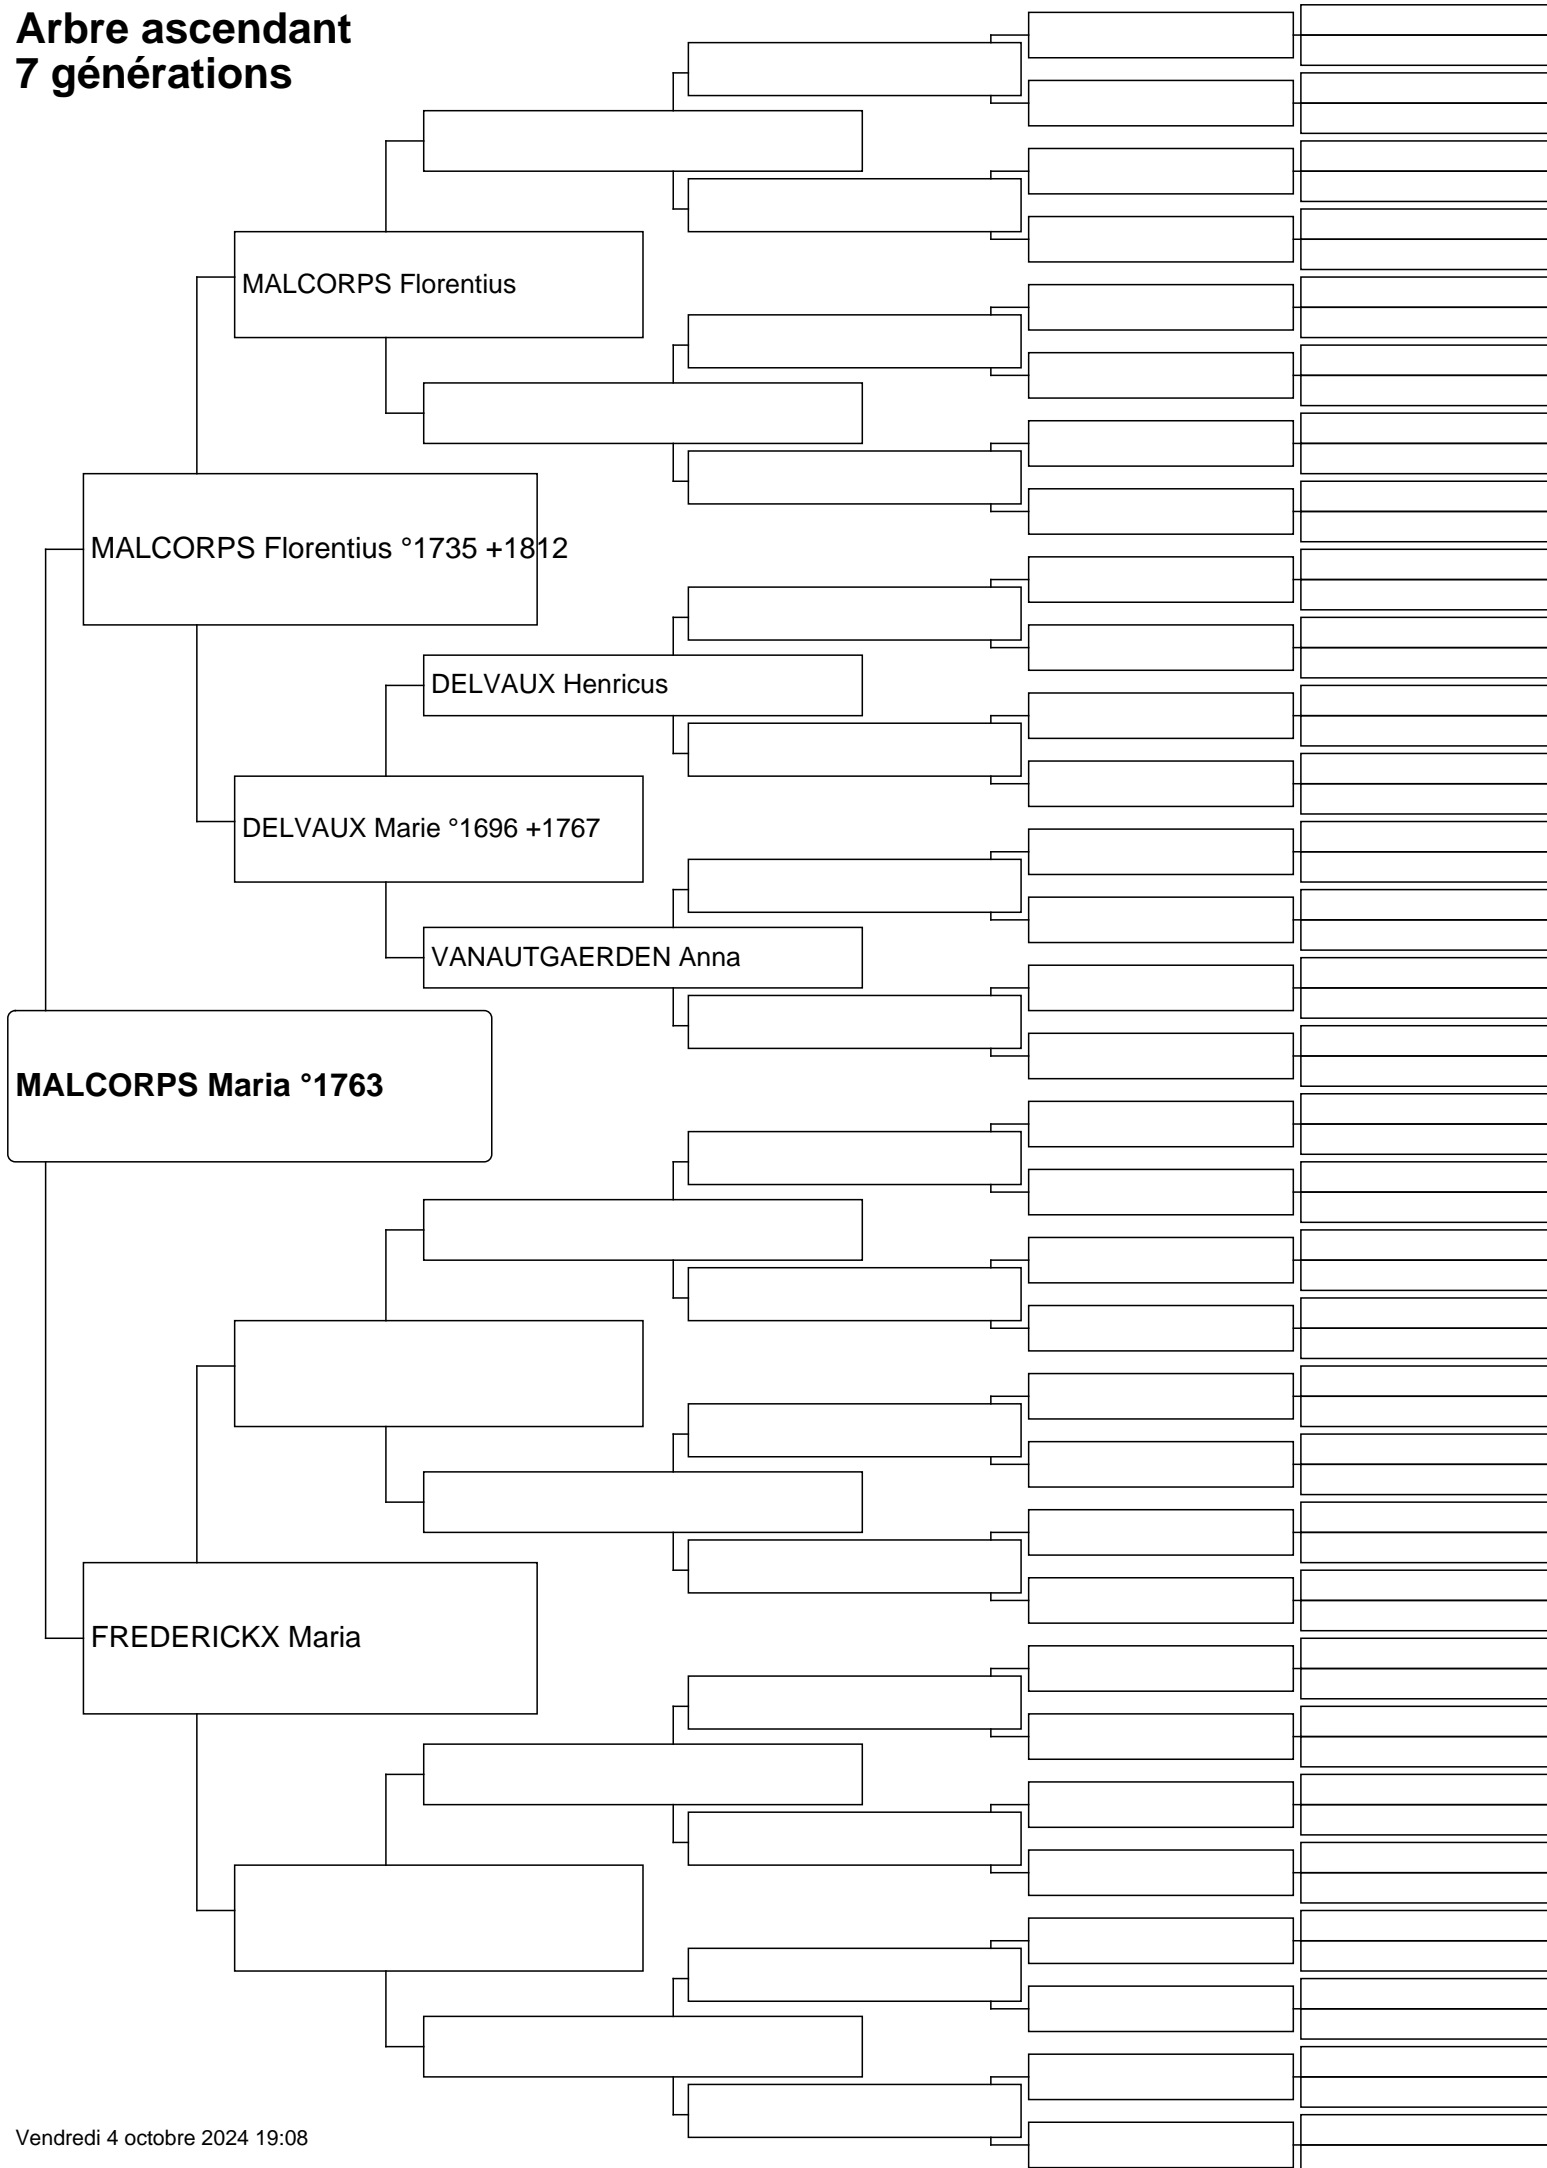 Arbre ascendant
7 générations
MALCORPS Florentius
MALCORPS Florentius °1735 +1812
DELVAUX Henricus
DELVAUX Marie °1696 +1767
VANAUTGAERDEN Anna
MALCORPS Maria °1763
FREDERICKX Maria
Vendredi 4 octobre 2024 19:08